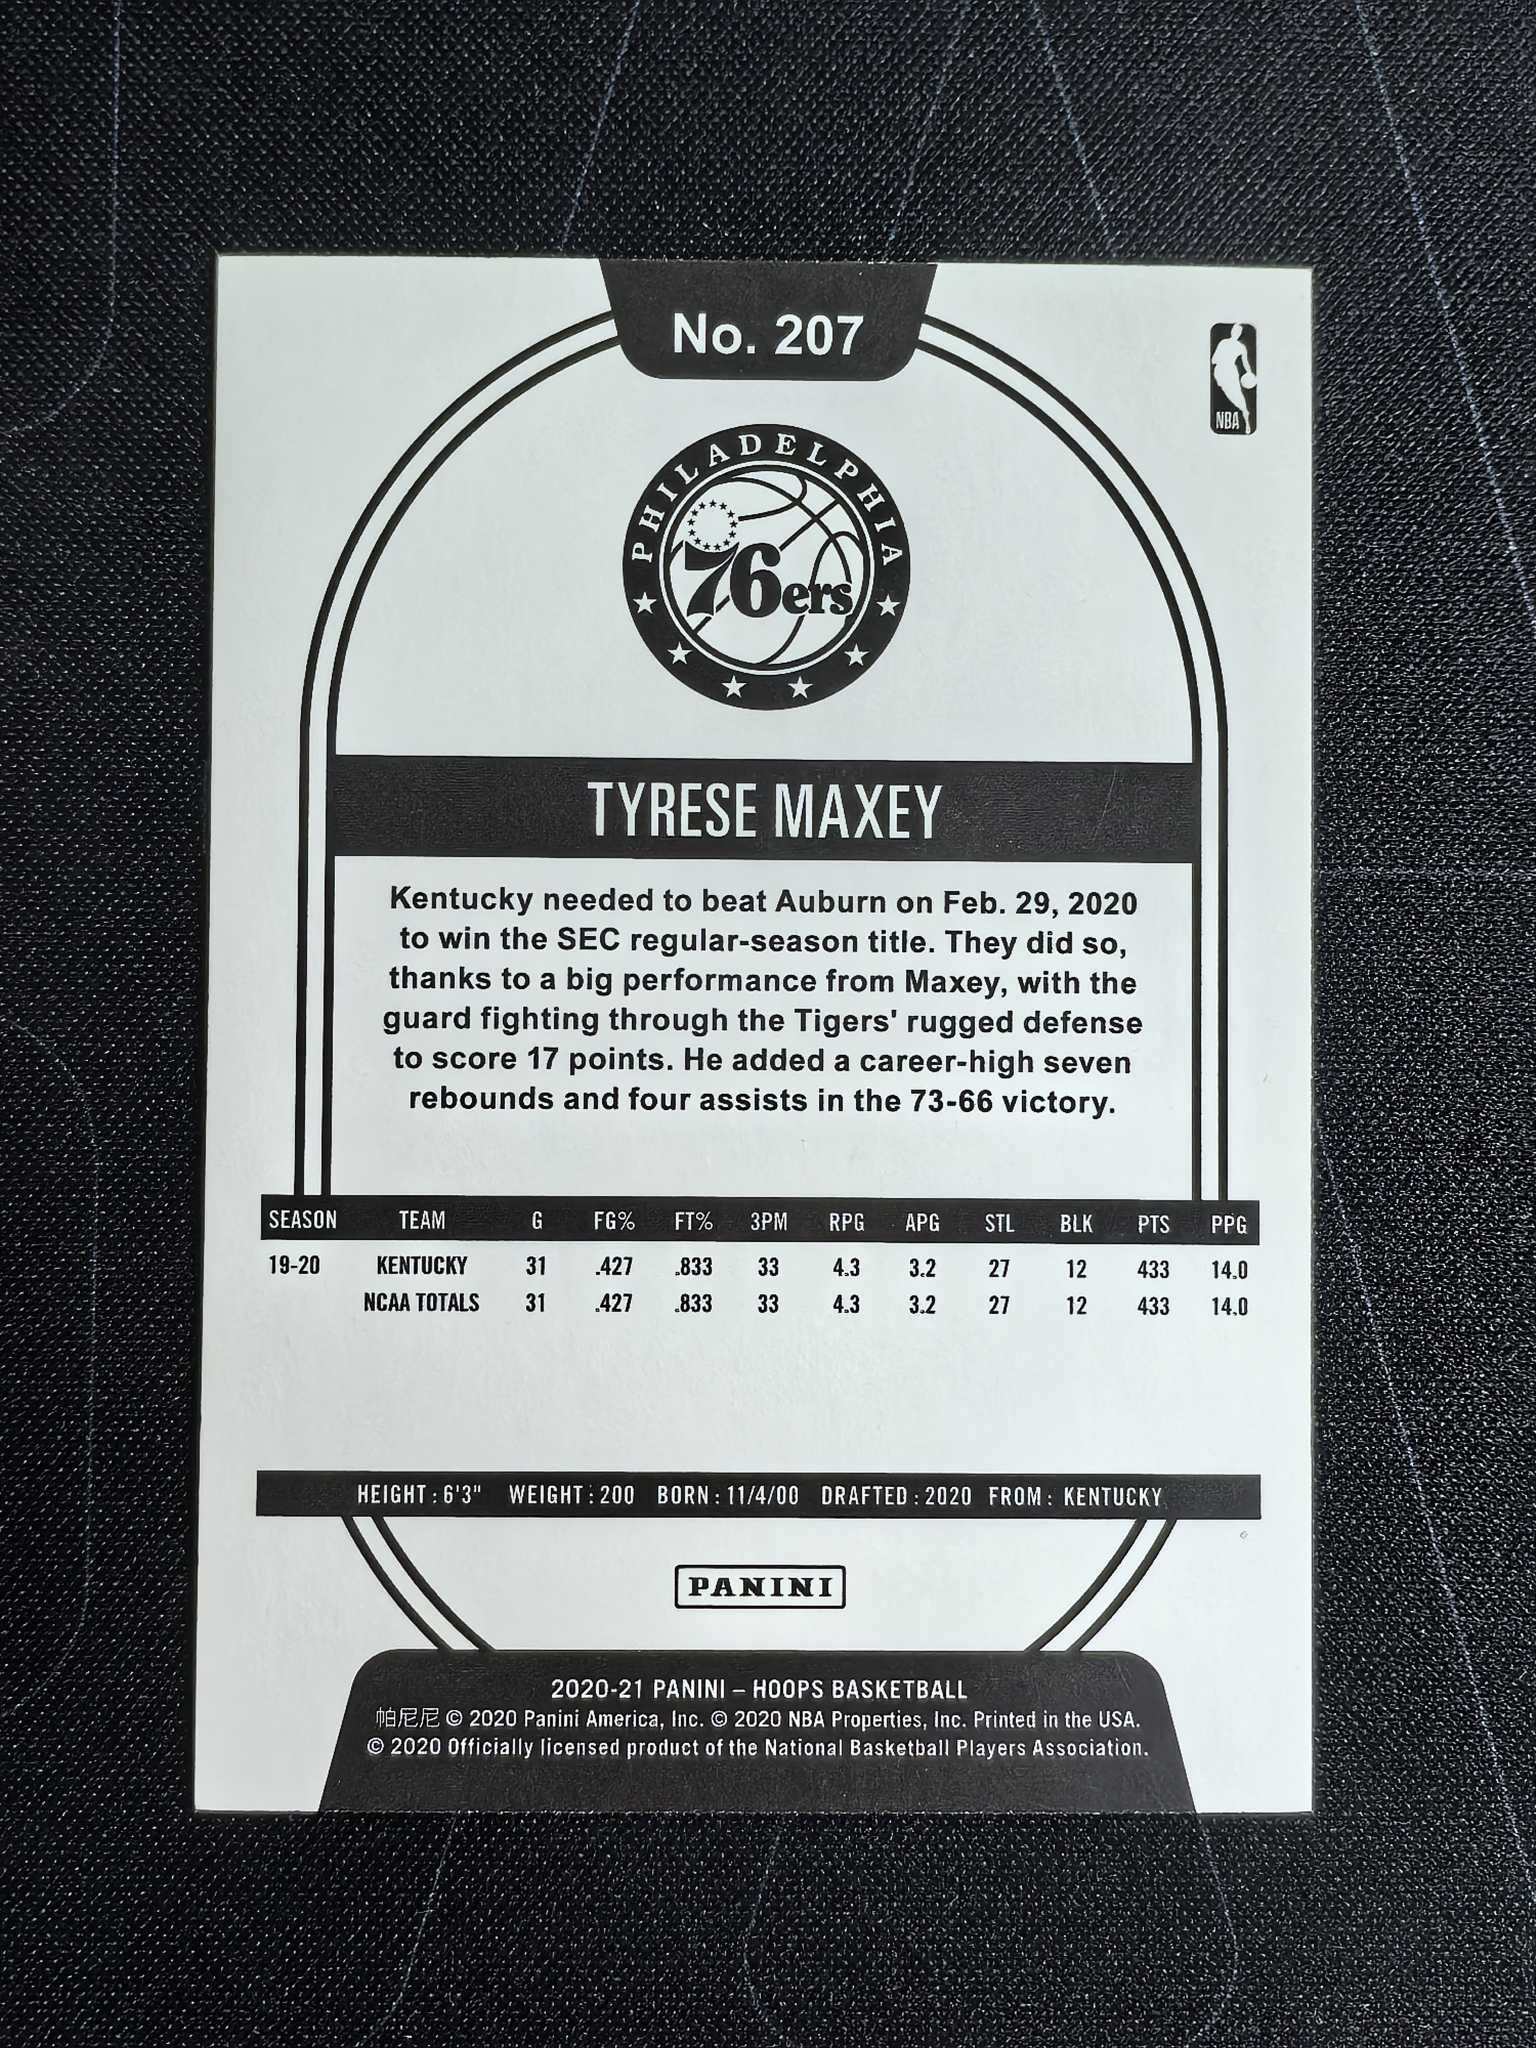 No. 207
NBA
PHILADELPHIA
76ers
TYRESE MAXEY
Kentucky needed to beat Auburn on Feb. 29, 2020
to win the SEC regular-season title. They did so,
thanks to a big performance from Maxey, with the
guard fighting through the Tigers' rugged defense
to score 17 points. He added a career-high seven
rebounds and four assists in the 73-66 victory.
SEASON TEAM G FG% FT% 3PM RPG APG STL BLK PTS PPG
19-20 KENTUCKY 31 .427 .833 33 4.3 3.2 27 12 433 14.0
NCAA TOTALS 31 .427 .833 33 4.3 3.2 27 12 433 14.0
HEIGHT : 6'3" WEIGHT : 200 BORN : 11/4/00 DRAFTED : 2020 FROM : KENTUCKY
PANINI
2020-21 PANINI – HOOPS BASKETBALL
帕尼尼 © 2020 Panini America, Inc. © 2020 NBA Properties, Inc. Printed in the USA.
© 2020 Officially licensed product of the National Basketball Players Association.